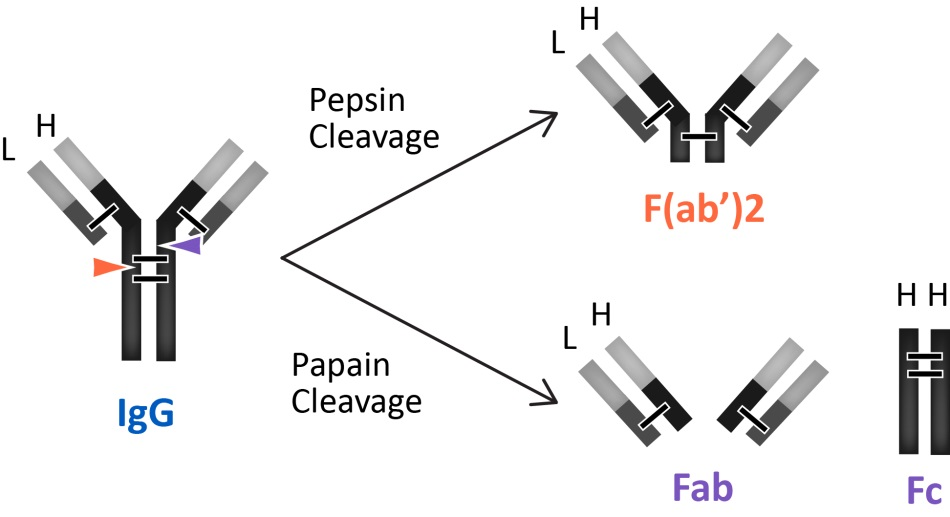 L
H
IgG
Pepsin
Cleavage
L
H
F(ab’)2
Papain
Cleavage
L
H
Fab
H H
Fc